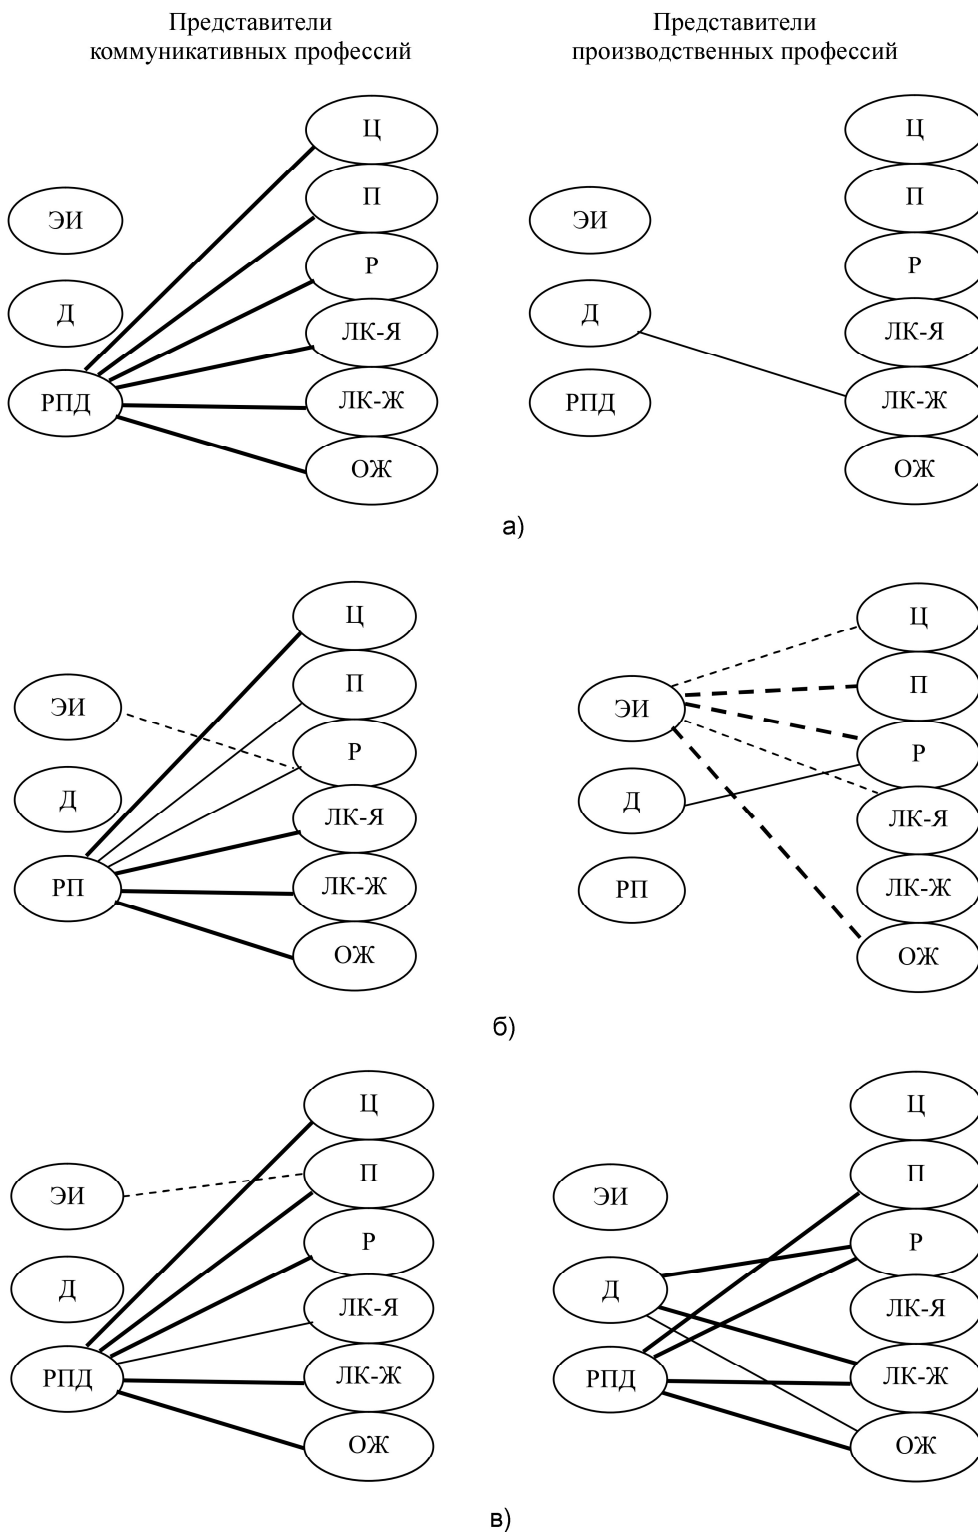 Представители
коммуникативных профессий
Представители
производственных профессий
Ц
П
ЭИ
Р
Д
ЛК-Я
РПД
ЛК-Ж
ОЖ
Ц
П
ЭИ
Р
Д
ЛК-Я
РПД
ЛК-Ж
ОЖ
а)
Ц
П
ЭИ
Р
Д
ЛК-Я
РП
ЛК-Ж
ОЖ
Ц
П
ЭИ
Р
Д
ЛК-Я
РП
ЛК-Ж
ОЖ
б)
Ц
П
ЭИ
Р
Д
ЛК-Я
РПД
ЛК-Ж
ОЖ
Ц
П
ЭИ
Р
Д
ЛК-Я
РПД
ЛК-Ж
ОЖ
в)